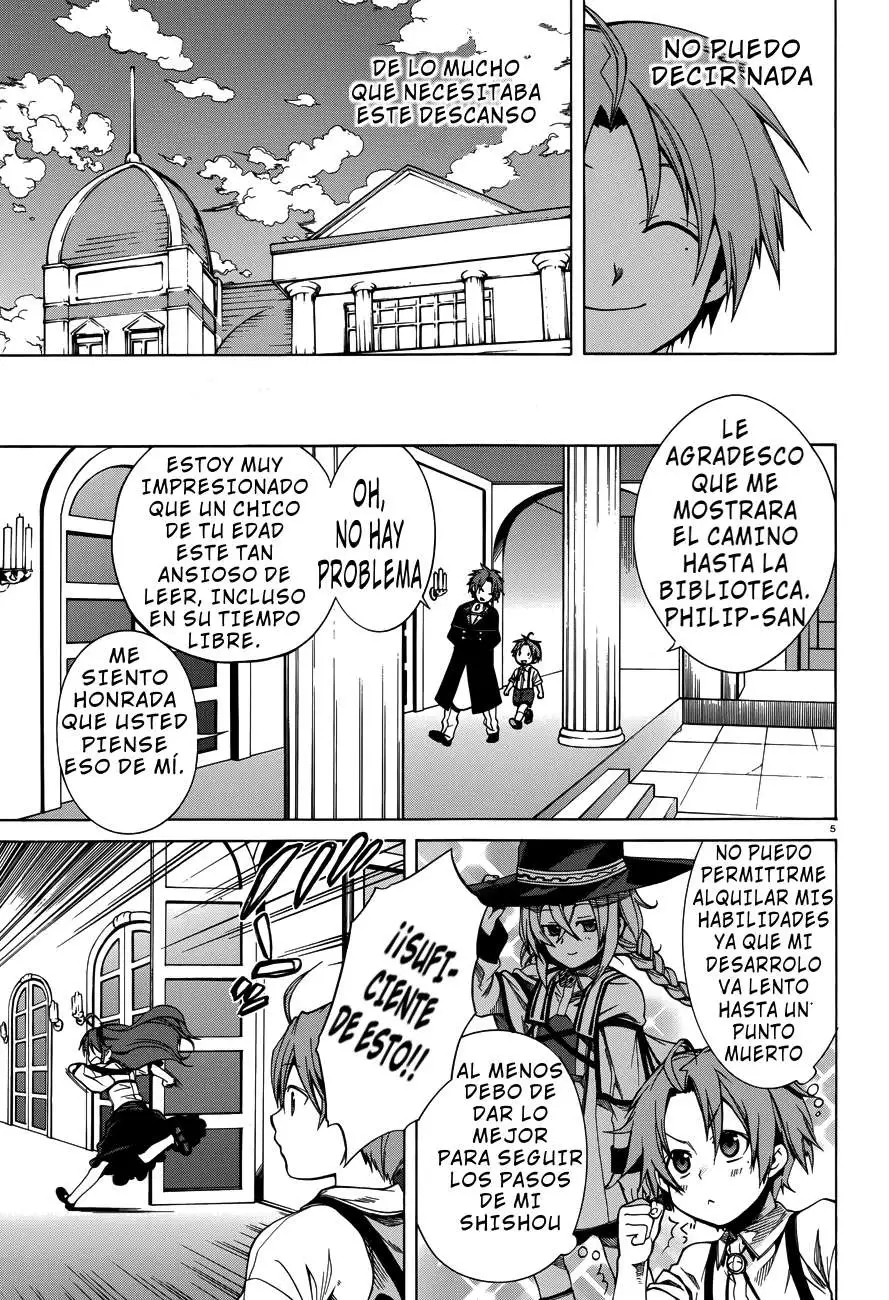 NO PUEDO
DECIR NADA
DE LO MUCHO
QUE NECESITABA
ESTE DESCANSO
LE
AGRADESCO
QUE ME
MOSTRARA
EL CAMINO
HASTA LA
BIBLIOTECA.
PHILIP-SAN
OH,
NO HAY
PROBLEMA
ESTOY MUY
IMPRESIONADO
QUE UN CHICO
DE TU EDAD
ESTE TAN
ANSIOSO DE
LEER, INCLUSO
EN SU TIEMPO
LIBRE.
ME
SIENTO
HONRADA
QUE USTED
PIENSE
ESO DE MÍ.
5
NO PUEDO
PERMITIRME
ALQUILAR MIS
HABILIDADES
YA QUE MI
DESARROLO
VA LENTO
HASTA UN
PUNTO
MUERTO
AL MENOS
DEBO DE
DAR LO
MEJOR
PARA SEGUIR
LOS PASOS
DE MI
SHISHOU
¡¡SUFI-
CIENTE
DE ESTO!!